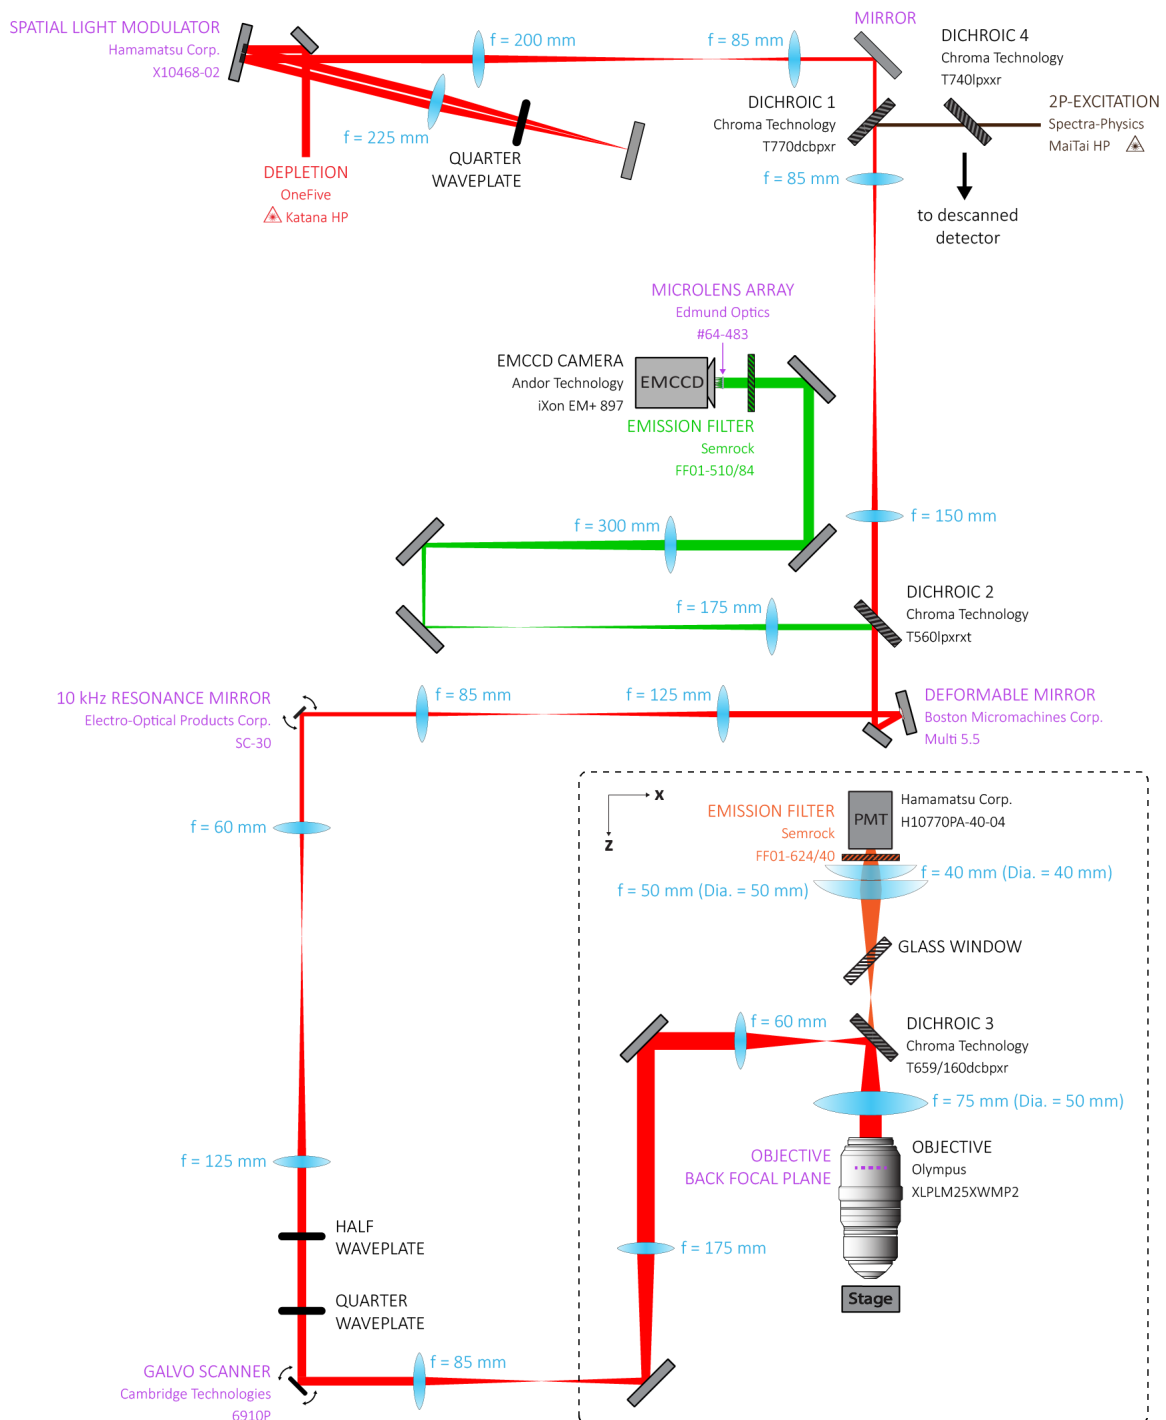 SPATIAL LIGHT MODULATOR
Hamamatsu Corp.
X10468-02
f = 200 mm
f = 85 mm
MIRROR
DICHROIC 4
Chroma Technology
T740lpxxr
DICHROIC 1
Chroma Technology
T770dcbpxr
2P-EXCITATION
Spectra-Physics
MaiTai HP
f = 225 mm
QUARTER
WAVEPLATE
DEPLETION
OneFive
Katana HP
f = 85 mm
to descanned
detector
MICROLENS ARRAY
Edmund Optics
#64-483
EMCCD CAMERA
Andor Technology
iXon EM+ 897
EMCCD
EMISSION FILTER
Semrock
FF01-510/84
f = 300 mm
f = 150 mm
f = 175 mm
DICHROIC 2
Chroma Technology
T560lpxrxt
10 kHz RESONANCE MIRROR
Electro-Optical Products Corp.
SC-30
f = 85 mm
f = 125 mm
DEFORMABLE MIRROR
Boston Micromachines Corp.
Multi 5.5
x
z
EMISSION FILTER
Semrock
FF01-624/40
PMT
Hamamatsu Corp.
H10770PA-40-04
f = 60 mm
f = 40 mm (Dia. = 40 mm)
f = 50 mm (Dia. = 50 mm)
GLASS WINDOW
f = 60 mm
DICHROIC 3
Chroma Technology
T659/160dcbpxr
f = 75 mm (Dia. = 50 mm)
f = 125 mm
OBJECTIVE
BACK FOCAL PLANE
OBJECTIVE
Olympus
XLPLM25XWMP2
HALF
WAVEPLATE
f = 175 mm
QUARTER
WAVEPLATE
Stage
GALVO SCANNER
Cambridge Technologies
6910P
f = 85 mm